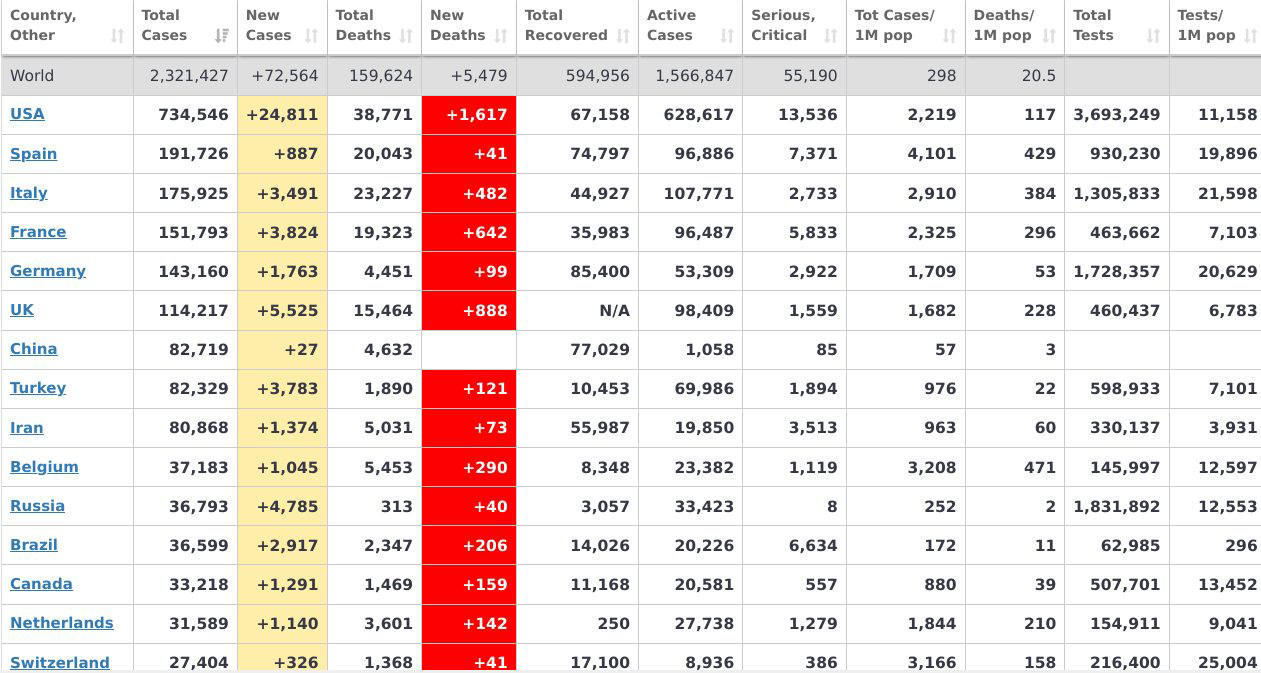 Country, Other Total Cases New Cases Total Deaths New Deaths Total Recovered Active Cases Serious, Critical Tot Cases/ 1M pop Deaths/ 1M pop Total Tests Tests/ 1M pop
World 2,321,427 +72,564 159,624 +5,479 594,956 1,566,847 55,190 298 20.5
USA 734,546 +24,811 38,771 +1,617 67,158 628,617 13,536 2,219 117 3,693,249 11,158
Spain 191,726 +887 20,043 +41 74,797 96,886 7,371 4,101 429 930,230 19,896
Italy 175,925 +3,491 23,227 +482 44,927 107,771 2,733 2,910 384 1,305,833 21,598
France 151,793 +3,824 19,323 +642 35,983 96,487 5,833 2,325 296 463,662 7,103
Germany 143,160 +1,763 4,451 +99 85,400 53,309 2,922 1,709 53 1,728,357 20,629
UK 114,217 +5,525 15,464 +888 N/A 98,409 1,559 1,682 228 460,437 6,783
China 82,719 +27 4,632 77,029 1,058 85 57 3
Turkey 82,329 +3,783 1,890 +121 10,453 69,986 1,894 976 22 598,933 7,101
Iran 80,868 +1,374 5,031 +73 55,987 19,850 3,513 963 60 330,137 3,931
Belgium 37,183 +1,045 5,453 +290 8,348 23,382 1,119 3,208 471 145,997 12,597
Russia 36,793 +4,785 313 +40 3,057 33,423 8 252 2 1,831,892 12,553
Brazil 36,599 +2,917 2,347 +206 14,026 20,226 6,634 172 11 62,985 296
Canada 33,218 +1,291 1,469 +159 11,168 20,581 557 880 39 507,701 13,452
Netherlands 31,589 +1,140 3,601 +142 250 27,738 1,279 1,844 210 154,911 9,041
Switzerland 27,404 +326 1,368 +41 17,100 8,936 386 3,166 158 216,400 25,004